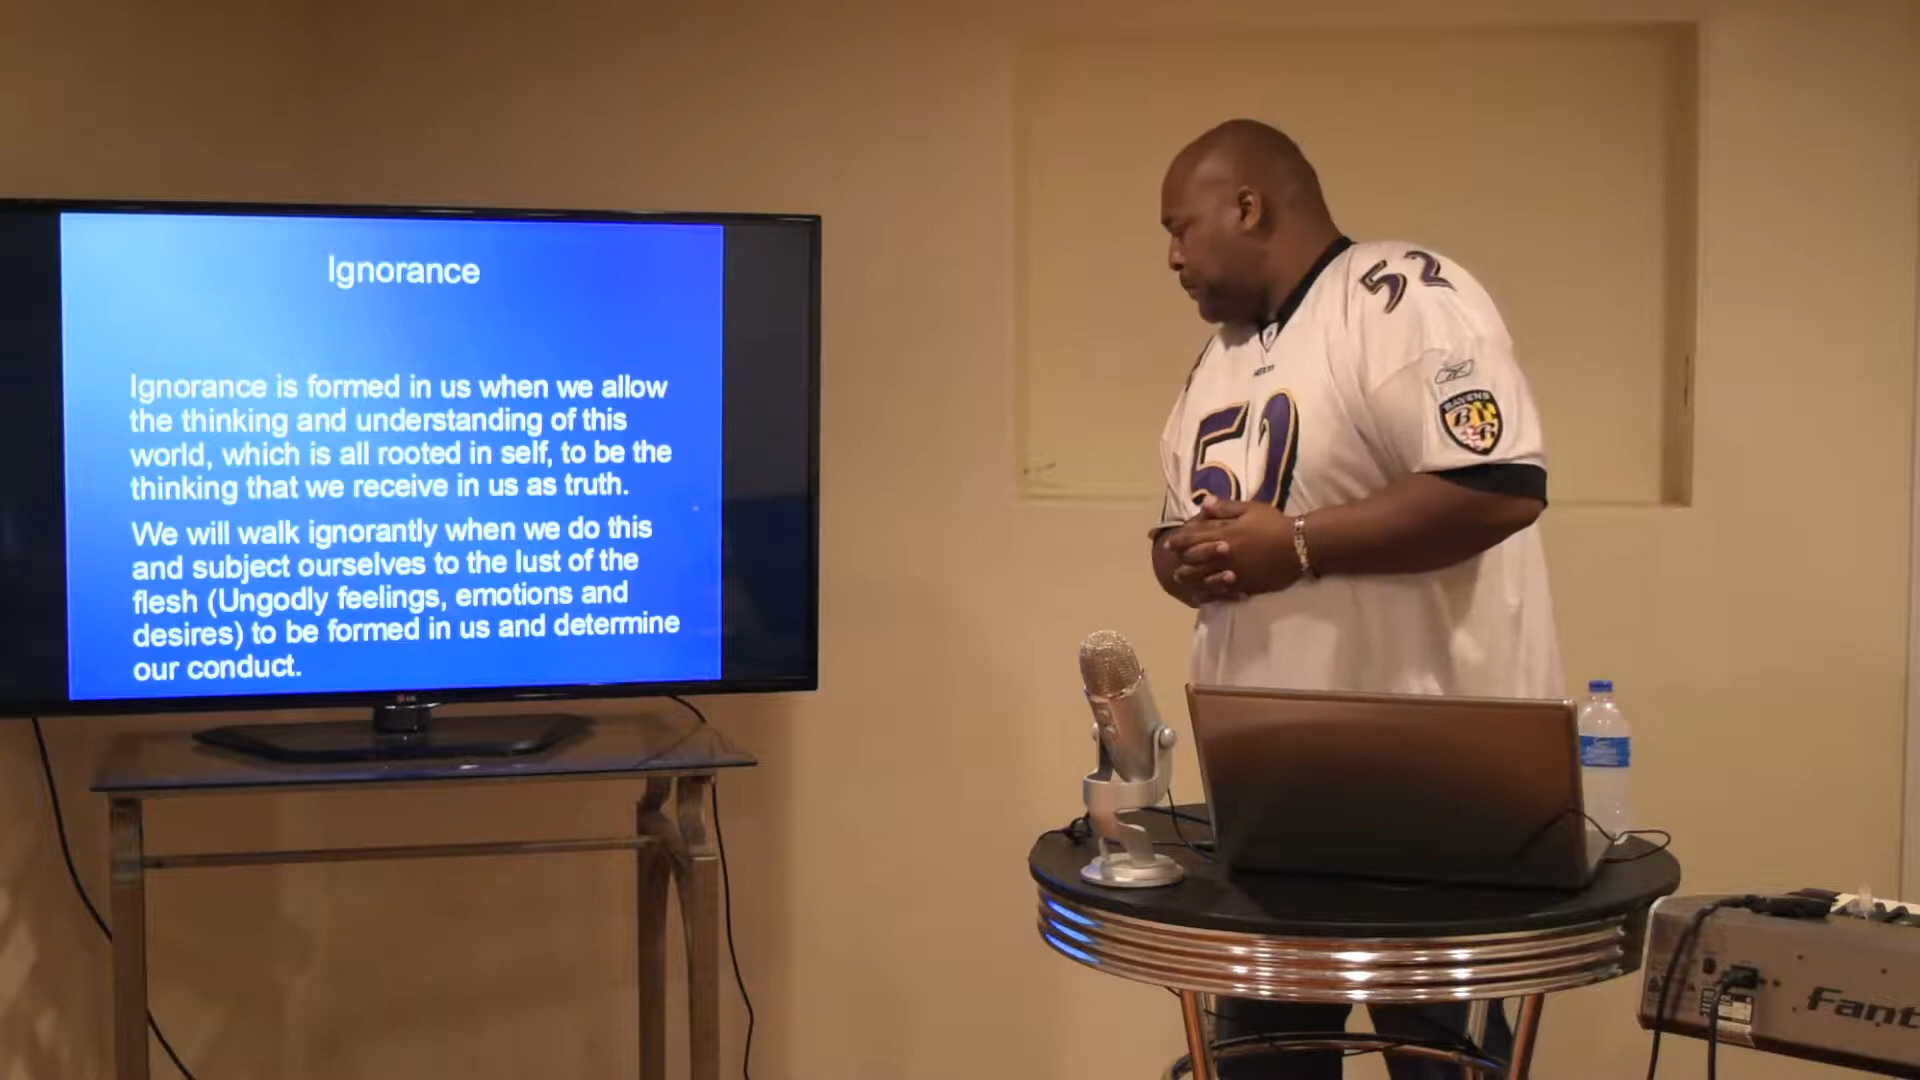 Ignorance
Ignorance is formed in us when we allow
the thinking and understanding of this
world, which is all rooted in self, to be the
thinking that we receive in us as truth.
We will walk ignorantly when we do this
and subject ourselves to the lust of the
flesh (Ungodly feelings, emotions and
desires) to be formed in us and determine
our conduct.
LG
52
52
RAVENS
B
Fant